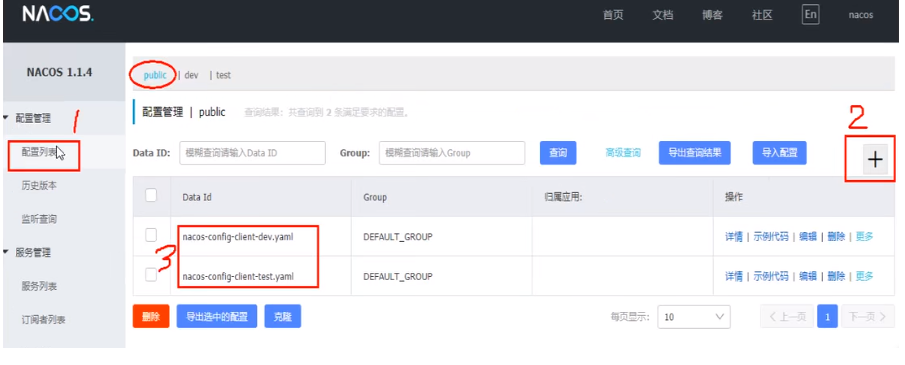 NACOS.
首页 文档 博客 社区 En nacos
NACOS 1.1.4
public | dev | test
配置管理
1
配置管理 | public 查询结果：共查询到 2 条满足要求的配置。
2
配置列表
Data ID: 模糊查询请输入Data ID Group: 模糊查询请输入Group 查询 高级查询 导出查询结果 导入配置 +
历史版本
Data Id Group 归属应用: 操作
监听查询
nacos-config-client-dev.yaml DEFAULT_GROUP 详情 | 示例代码 | 编辑 | 删除 | 更多
服务管理
3
nacos-config-client-test.yaml DEFAULT_GROUP 详情 | 示例代码 | 编辑 | 删除 | 更多
服务列表
订阅者列表
删除 导出选中的配置 克隆 每页显示: 10 < 上一页 1 下一页 >